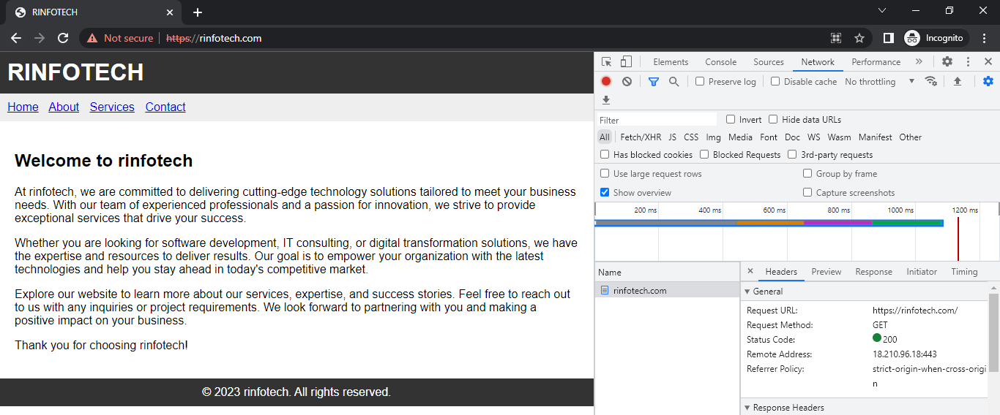 RINFOTECH
Not secure https://rinfotech.com Incognito
RINFOTECH
Home About Services Contact
Welcome to rinfotech
At rinfotech, we are committed to delivering cutting-edge technology solutions tailored to meet your business
needs. With our team of experienced professionals and a passion for innovation, we strive to provide
exceptional services that drive your success.
Whether you are looking for software development, IT consulting, or digital transformation solutions, we have
the expertise and resources to deliver results. Our goal is to empower your organization with the latest
technologies and help you stay ahead in today's competitive market.
Explore our website to learn more about our services, expertise, and success stories. Feel free to reach out
to us with any inquiries or project requirements. We look forward to partnering with you and making a
positive impact on your business.
Thank you for choosing rinfotech!
© 2023 rinfotech. All rights reserved.
Elements Console Sources Network Performance
Preserve log Disable cache No throttling
Filter Invert Hide data URLs
All Fetch/XHR JS CSS Img Media Font Doc WS Wasm Manifest Other
Has blocked cookies Blocked Requests 3rd-party requests
Use large request rows Group by frame
Show overview Capture screenshots
200 ms 400 ms 600 ms 800 ms 1000 ms 1200 ms
Name
rinfotech.com
Headers Preview Response Initiator Timing
General
Request URL: https://rinfotech.com/
Request Method: GET
Status Code: 200
Remote Address: 18.210.96.18:443
Referrer Policy: strict-origin-when-cross-origi
n
Response Headers